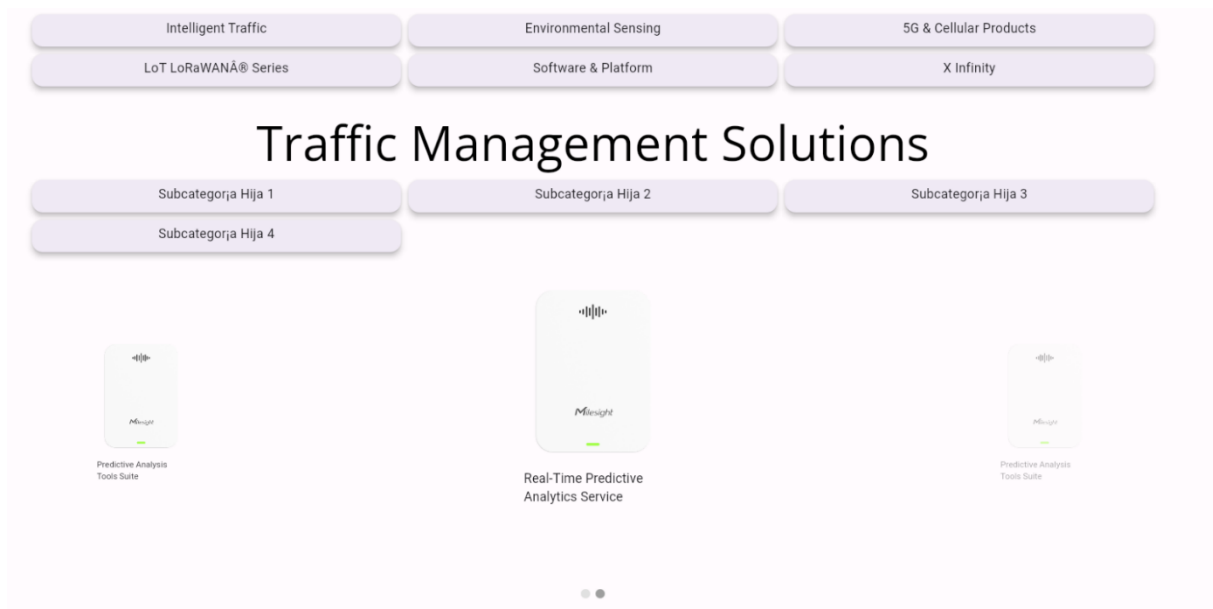 Intelligent Traffic
Environmental Sensing
5G & Cellular Products
LoT LoRaWANÂ® Series
Software & Platform
X Infinity
Traffic Management Solutions
Subcategor¡a Hija 1
Subcategor¡a Hija 2
Subcategor¡a Hija 3
Subcategor¡a Hija 4
Milesight
Predictive Analysis
Tools Suite
Milesight
Real-Time Predictive
Analytics Service
Milesight
Predictive Analysis
Tools Suite